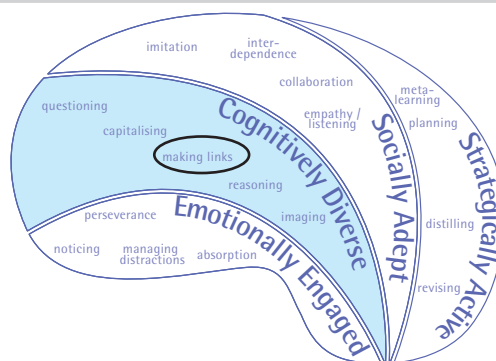 imitation
inter-
dependence
collaboration
empathy /
listening
Socially Adept
meta-
learning
planning
distilling
revising
Strategically Active
questioning
capitalising
making links
reasoning
imaging
Cognitively Diverse
perseverance
noticing
managing
distractions
absorption
Emotionally Engaged